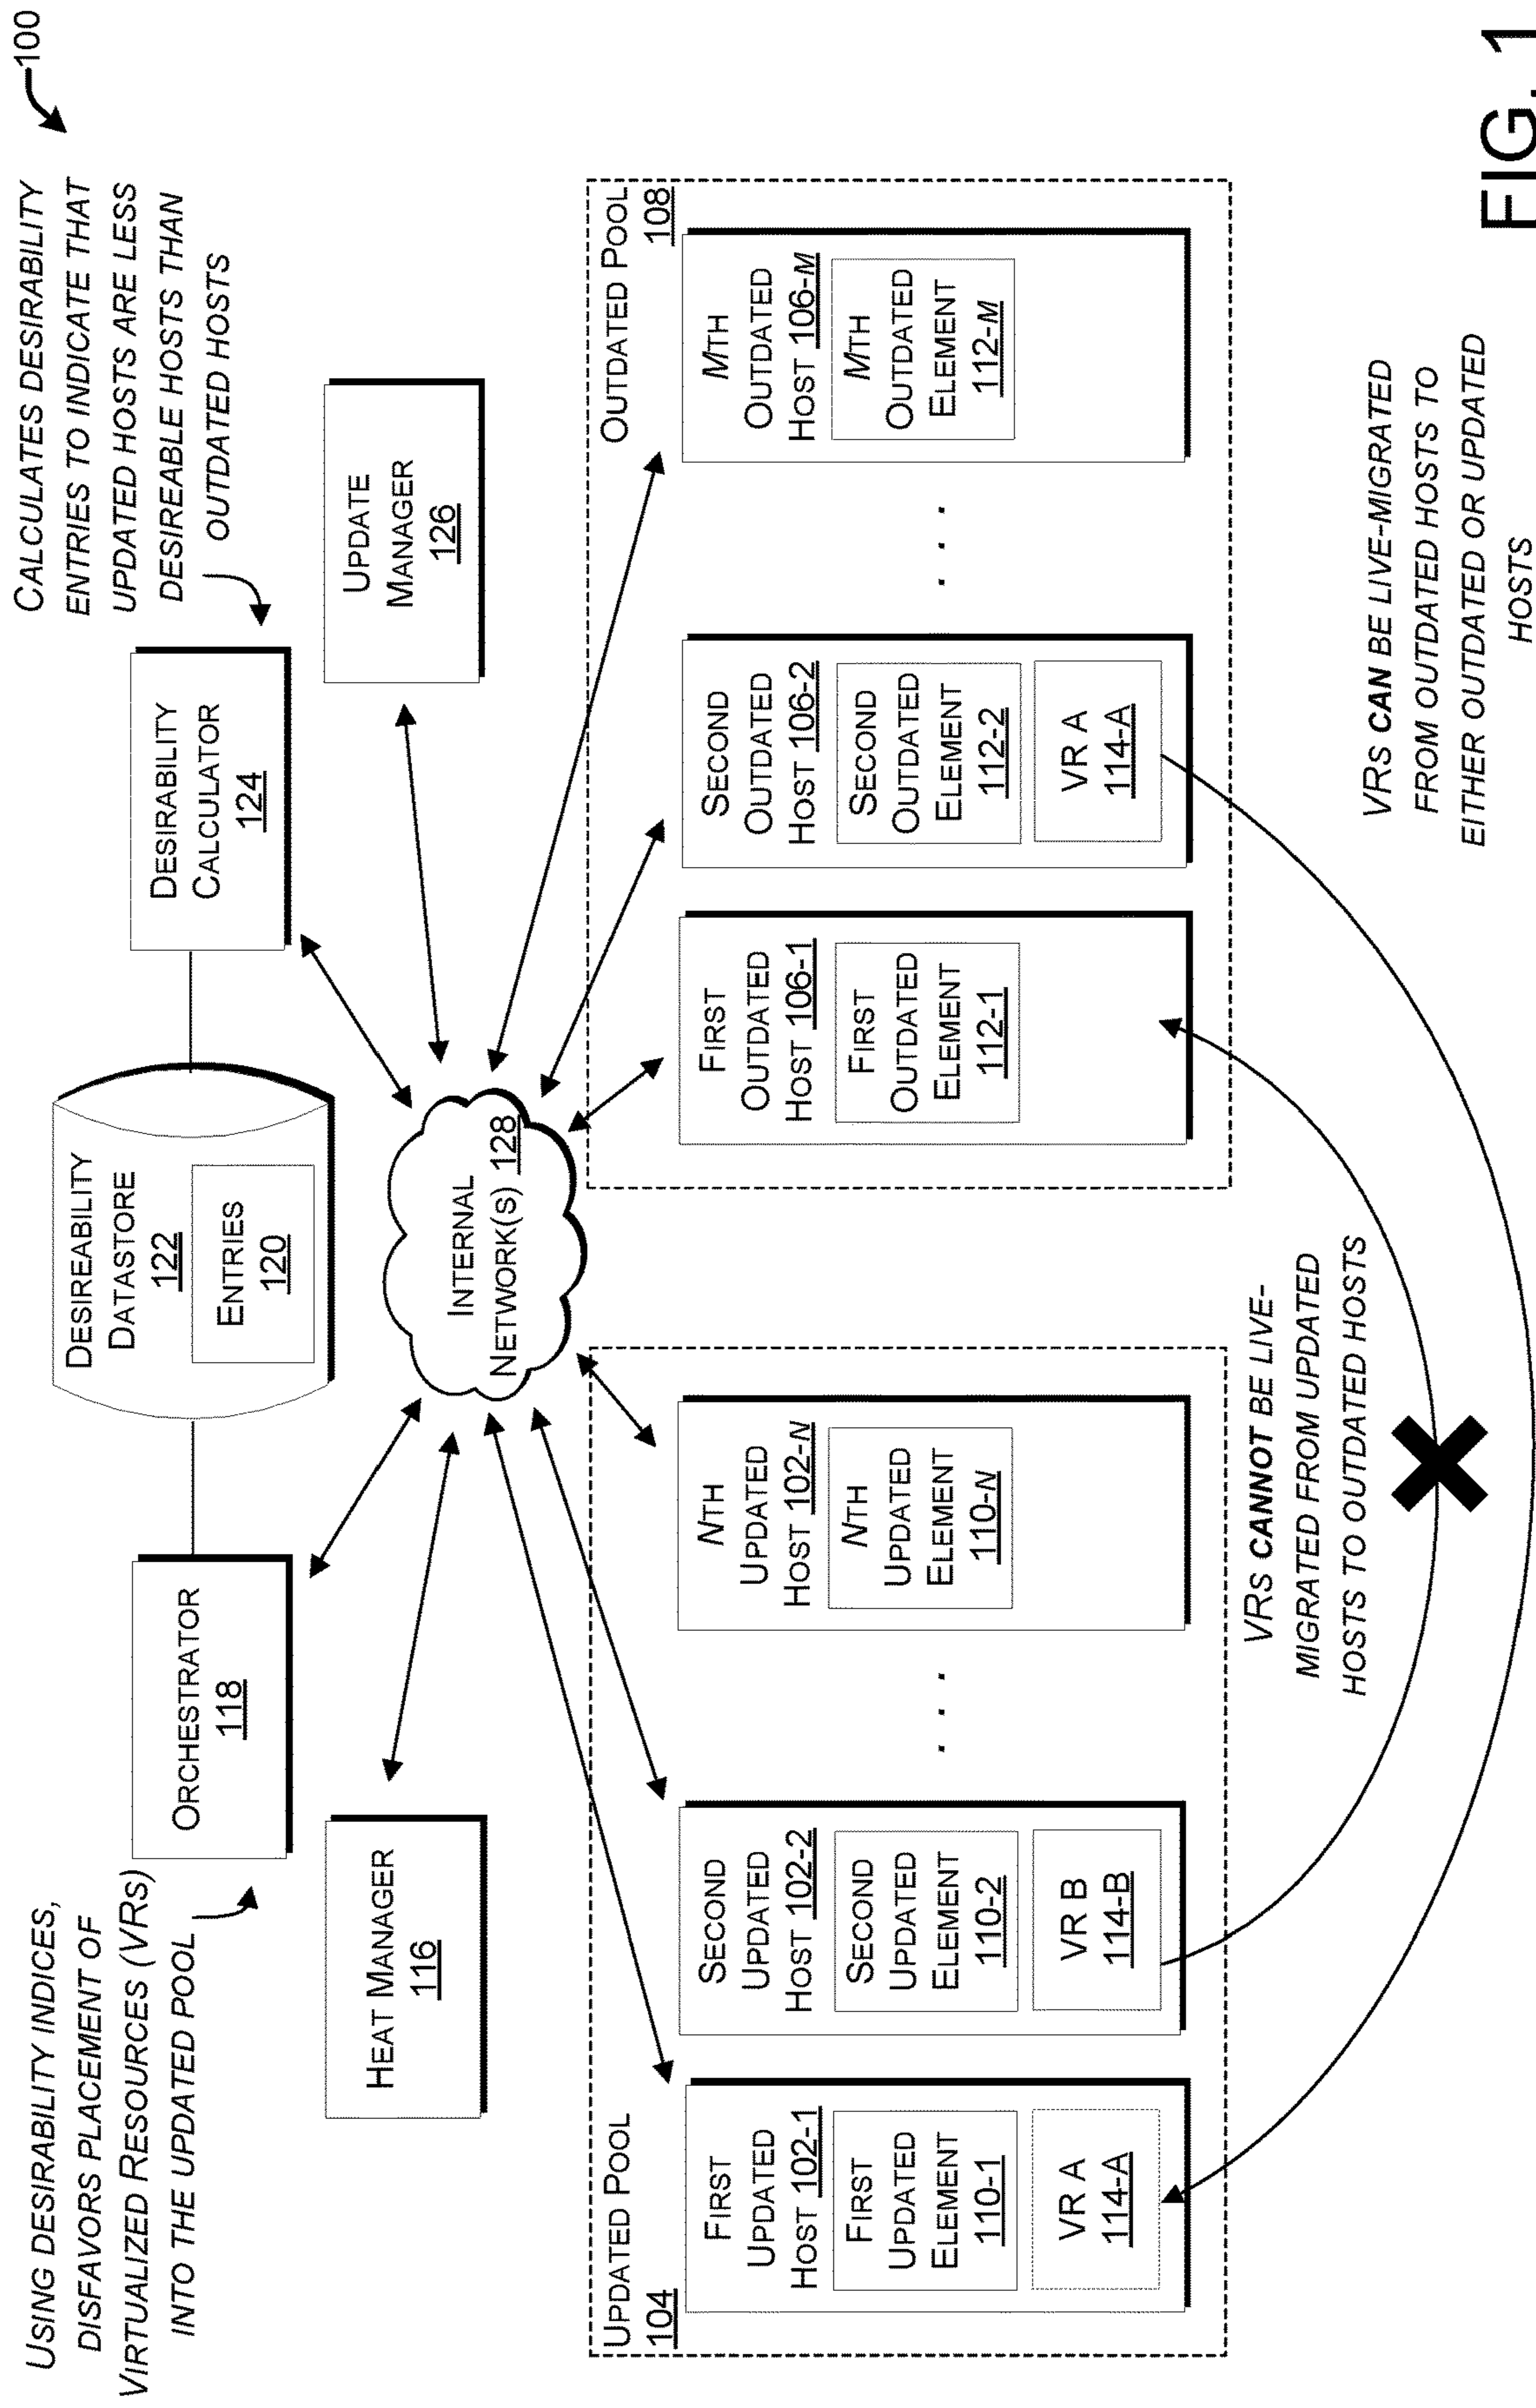 100
USING DESIRABILITY INDICES,
DISFAVORS PLACEMENT OF
VIRTUALIZED RESOURCES (VRS)
INTO THE UPDATED POOL
CALCULATES DESIRABILITY
ENTRIES TO INDICATE THAT
UPDATED HOSTS ARE LESS
DESIREABLE HOSTS THAN
OUTDATED HOSTS
ORCHESTRATOR
118
DESIREABILITY
DATASTORE
122
ENTRIES
120
DESIRABILITY
CALCULATOR
124
HEAT MANAGER
116
INTERNAL
NETWORK(S) 128
UPDATE
MANAGER
126
UPDATED POOL
104
FIRST
UPDATED
HOST 102-1
FIRST
UPDATED
ELEMENT
110-1
VR A
114-A
SECOND
UPDATED
HOST 102-2
SECOND
UPDATED
ELEMENT
110-2
VR B
114-B
. . .
NTH
UPDATED
HOST 102-N
NTH
UPDATED
ELEMENT
110-N
OUTDATED POOL
108
FIRST
OUTDATED
HOST 106-1
FIRST
OUTDATED
ELEMENT
112-1
SECOND
OUTDATED
HOST 106-2
SECOND
OUTDATED
ELEMENT
112-2
VR A
114-A
. . .
MTH
OUTDATED
HOST 106-M
MTH
OUTDATED
ELEMENT
112-M
VRS CANNOT BE LIVE-
MIGRATED FROM UPDATED
HOSTS TO OUTDATED HOSTS
VRS CAN BE LIVE-MIGRATED
FROM OUTDATED HOSTS TO
EITHER OUTDATED OR UPDATED
HOSTS
FIG. 1